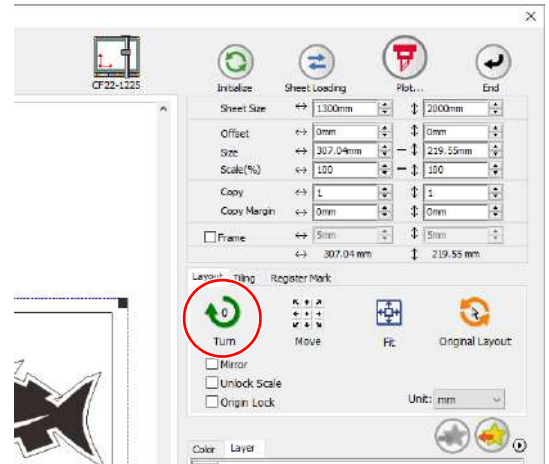 CF22-1225
Initialize Sheet Loading Plot... End
Sheet Size 1300mm 2000mm
Offset 0mm 0mm
Size 307.04mm 219.55mm
Scale(%) 100 100
Copy 1 1
Copy Margin 0mm 0mm
Frame 5mm 5mm
307.04 mm 219.55 mm
Layout Tiling Register Mark
0
Turn Move Fit Original Layout
Mirror
Unlock Scale
Origin Lock Unit: mm
Color Layer